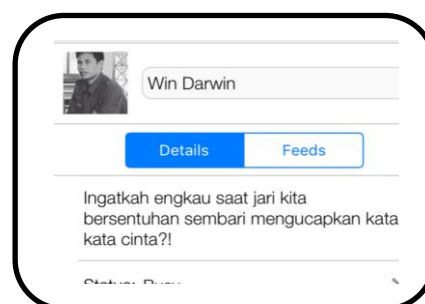 Win Darwin
Details
Feeds
Ingatkah engkau saat jari kita
bersentuhan sembari mengucapkan kata
kata cinta?!